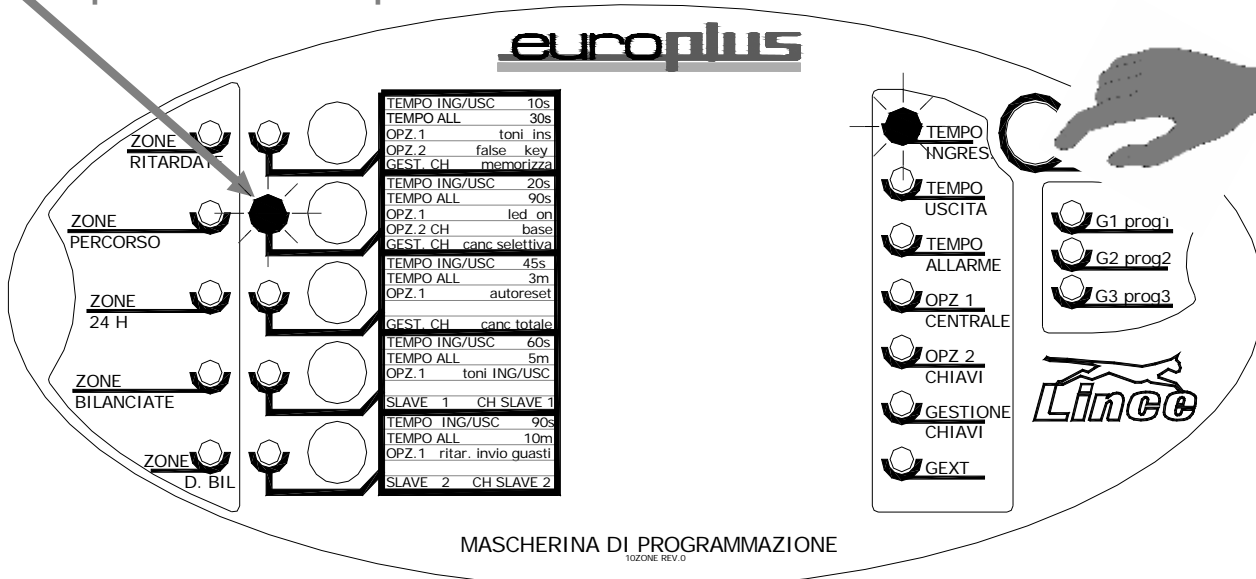 europlus
ZONE
RITARDATE
ZONE
PERCORSO
ZONE
24 H
ZONE
BILANCIATE
ZONE
D. BIL
TEMPO ING/USC 10s
TEMPO ALL 30s
OPZ.1 toni ins
OPZ.2 false key
GEST. CH memorizza
TEMPO ING/USC 20s
TEMPO ALL 90s
OPZ.1 led on
OPZ.2 CH base
GEST. CH canc selettiva
TEMPO ING/USC 45s
TEMPO ALL 3m
OPZ.1 autoreset
GEST. CH canc totale
TEMPO ING/USC 60s
TEMPO ALL 5m
OPZ.1 toni ING/USC
SLAVE 1 CH SLAVE 1
TEMPO ING/USC 90s
TEMPO ALL 10m
OPZ.1 ritar. invio guasti
SLAVE 2 CH SLAVE 2
TEMPO
INGRES.
TEMPO
USCITA
TEMPO
ALLARME
OPZ 1
CENTRALE
OPZ 2
CHIAVI
GESTIONE
CHIAVI
GEXT
G1 prog1
G2 prog2
G3 prog3
Lince
MASCHERINA DI PROGRAMMAZIONE
10ZONE REV.0